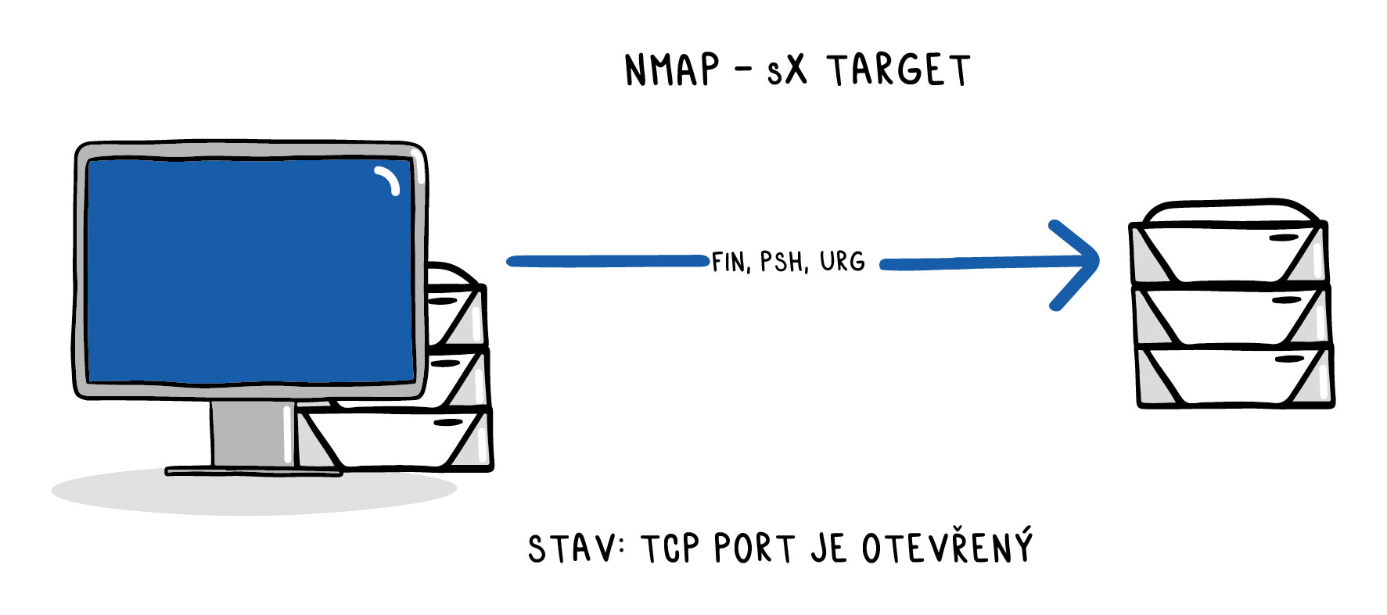 NMAP - sX TARGET
FIN, PSH, URG
STAV: TCP PORT JE OTEVŘENÝ